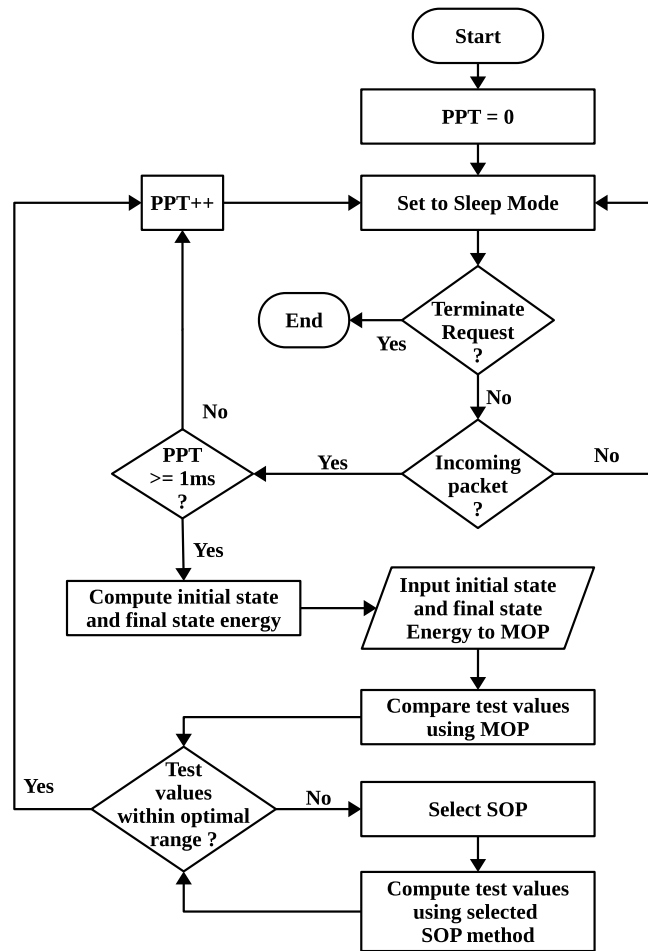 Start
PPT = 0
PPT++
Set to Sleep Mode
Terminate
Request
?
End
Yes
No
Incoming
packet
?
No
Yes
PPT
>= 1ms
?
No
Yes
Compute initial state
and final state energy
Input initial state
and final state
Energy to MOP
Compare test values
using MOP
Test
values
within optimal
range ?
Yes
No
Select SOP
Compute test values
using selected
SOP method